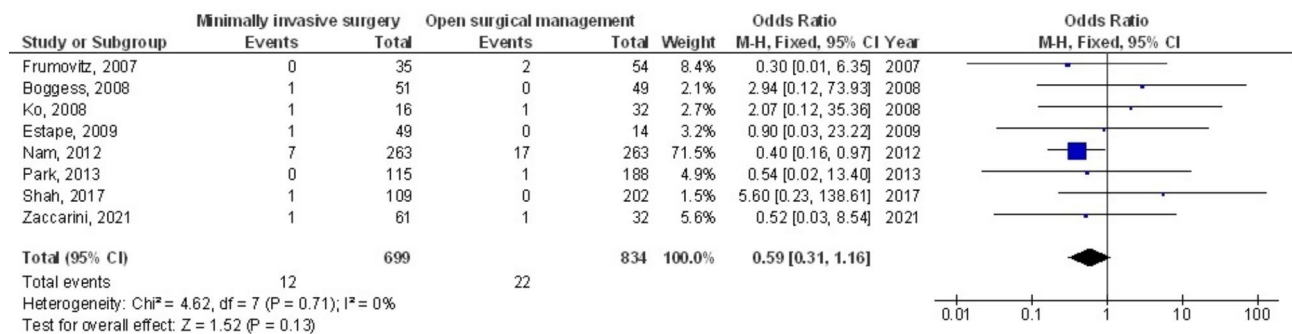 Minimally invasive surgery Open surgical management Odds Ratio Odds Ratio
Study or Subgroup Events Total Events Total Weight M-H, Fixed, 95% CI Year M-H, Fixed, 95% CI
Frumovitz, 2007 0 35 2 54 8.4% 0.30 [0.01, 6.35] 2007
Boggess, 2008 1 51 0 49 2.1% 2.94 [0.12, 73.93] 2008
Ko, 2008 1 16 1 32 2.7% 2.07 [0.12, 35.36] 2008
Estape, 2009 1 49 0 14 3.2% 0.90 [0.03, 23.22] 2009
Nam, 2012 7 263 17 263 71.5% 0.40 [0.16, 0.97] 2012
Park, 2013 0 115 1 188 4.9% 0.54 [0.02, 13.40] 2013
Shah, 2017 1 109 0 202 1.5% 5.60 [0.23, 138.61] 2017
Zaccarini, 2021 1 61 1 32 5.6% 0.52 [0.03, 8.54] 2021
Total (95% CI) 699 834 100.0% 0.59 [0.31, 1.16]
Total events 12 22
Heterogeneity: Chi² = 4.62, df = 7 (P = 0.71); I² = 0%
Test for overall effect: Z = 1.52 (P = 0.13)
0.01 0.1 1 10 100